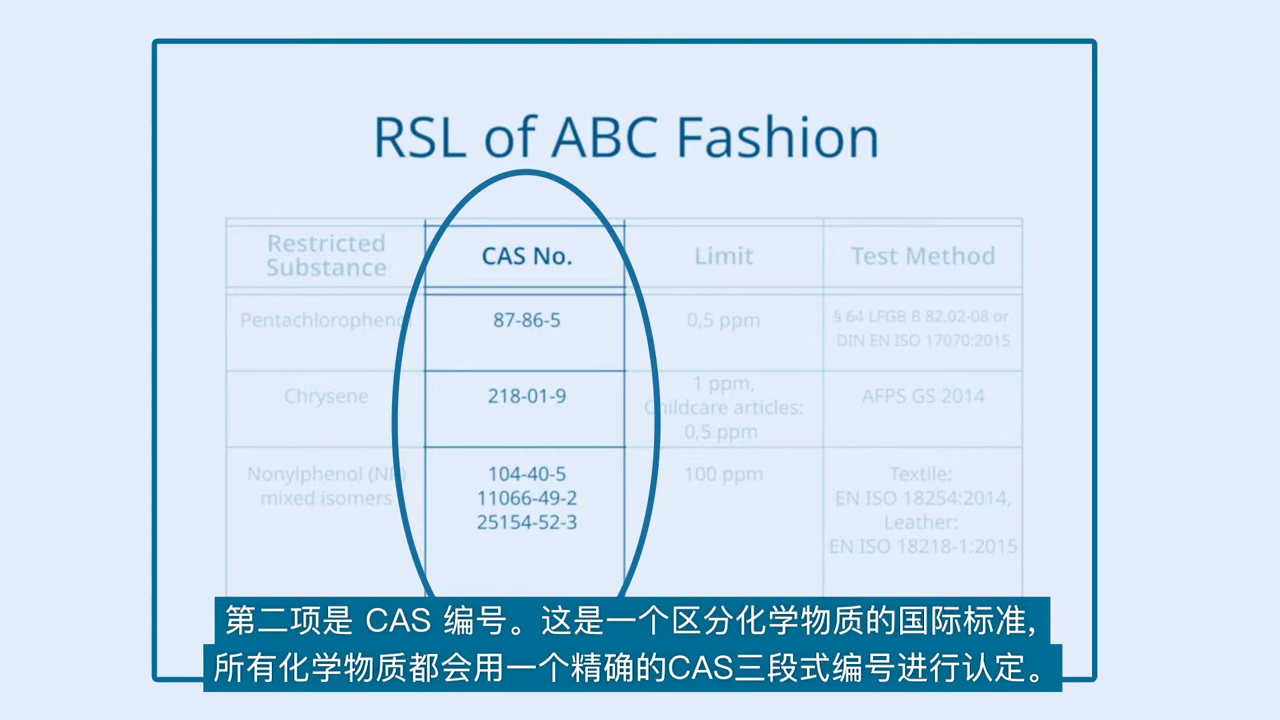 RSL of ABC Fashion
Restricted
Substance
CAS No.
Limit
Test Method
Pentachlorophenol
87-86-5
0,5 ppm
§ 64 LFGB B 82.02-08 or
DIN EN ISO 17070:2015
Chrysene
218-01-9
1 ppm,
Childcare articles:
0,5 ppm
AFPS GS 2014
Nonylphenol (NP)
mixed isomers
104-40-5
11066-49-2
25154-52-3
100 ppm
Textile:
EN ISO 18254:2014,
Leather:
EN ISO 18218-1:2015
第二项是 CAS 编号。这是一个区分化学物质的国际标准,
所有化学物质都会用一个精确的CAS三段式编号进行认定。